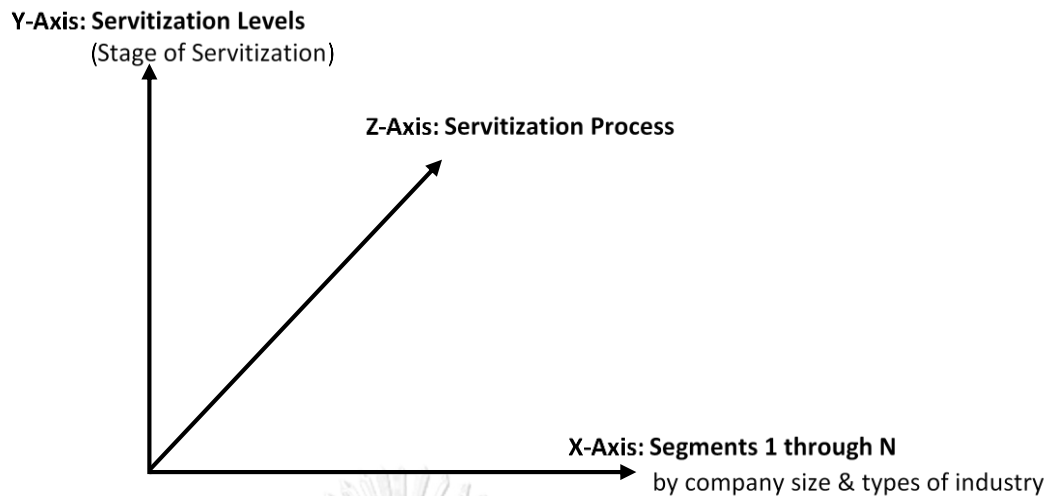 Y-Axis: Servitization Levels
(Stage of Servitization)
Z-Axis: Servitization Process
X-Axis: Segments 1 through N
by company size & types of industry